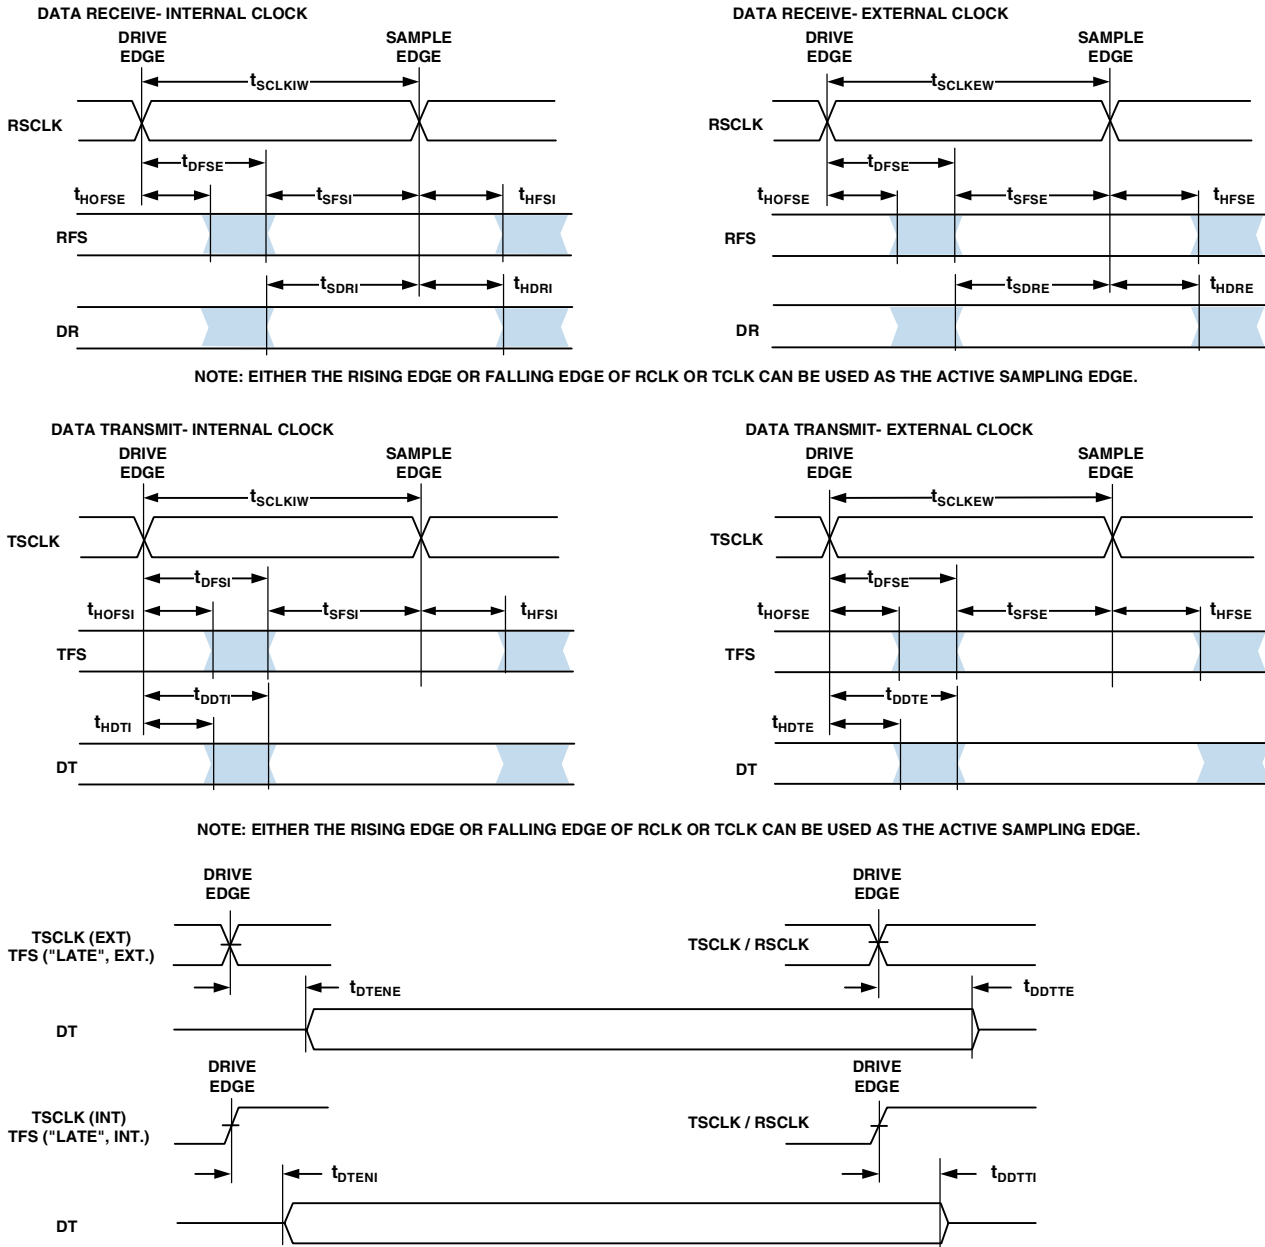 DATA RECEIVE- INTERNAL CLOCK
DRIVE
EDGE
SAMPLE
EDGE
tSCLKIW
RSCLK
tDFSE
tHOFSE
tSFSI
tHFSI
RFS
tSDRI
tHDRI
DR
DATA RECEIVE- EXTERNAL CLOCK
DRIVE
EDGE
SAMPLE
EDGE
tSCLKEW
RSCLK
tDFSE
tHOFSE
tSFSE
tHFSE
RFS
tSDRE
tHDRE
DR
NOTE: EITHER THE RISING EDGE OR FALLING EDGE OF RCLK OR TCLK CAN BE USED AS THE ACTIVE SAMPLING EDGE.
DATA TRANSMIT- INTERNAL CLOCK
DRIVE
EDGE
SAMPLE
EDGE
tSCLKIW
TSCLK
tDFSI
tHOFSI
tSFSI
tHFSI
TFS
tDDTI
tHDTI
DT
DATA TRANSMIT- EXTERNAL CLOCK
DRIVE
EDGE
SAMPLE
EDGE
tSCLKEW
TSCLK
tDFSE
tHOFSE
tSFSE
tHFSE
TFS
tDDTE
tHDTE
DT
NOTE: EITHER THE RISING EDGE OR FALLING EDGE OF RCLK OR TCLK CAN BE USED AS THE ACTIVE SAMPLING EDGE.
DRIVE
EDGE
DRIVE
EDGE
TSCLK (EXT)
TFS ("LATE", EXT.)
TSCLK / RSCLK
tDTENE
tDDTTE
DT
DRIVE
EDGE
DRIVE
EDGE
TSCLK (INT)
TFS ("LATE", INT.)
TSCLK / RSCLK
tDTENI
tDDTTI
DT